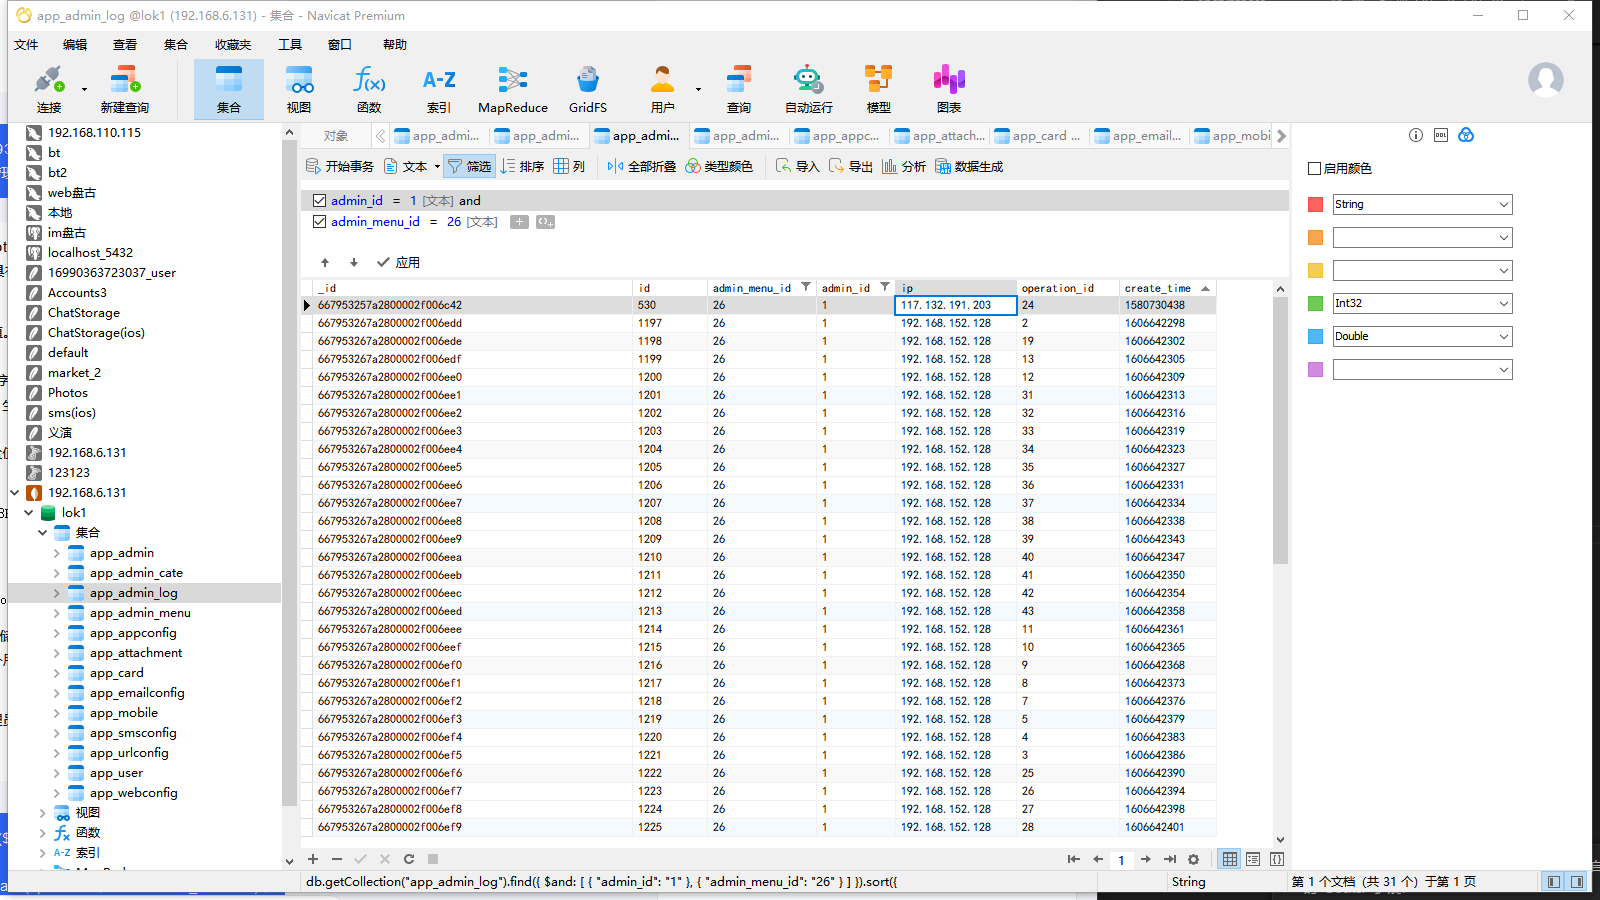 app_admin_log @lok1 (192.168.6.131) - 集合 - Navicat Premium
文件 编辑 查看 集合 收藏夹 工具 窗口 帮助
连接 新建查询 集合 视图 函数 索引 MapReduce GridFS 用户 查询 自动运行 模型 图表
f(x) A-Z
对象 app_admi... app_admi... app_admi... app_admi... app_appc... app_attach... app_card ... app_email... app_mobi
开始事务 文本 筛选 排序 列 全部折叠 类型颜色 导入 导出 分析 数据生成
admin_id = 1 [文本] and
admin_menu_id = 26 [文本]
应用
_id id admin_menu_id admin_id ip operation_id create_time
667953257a2800002f006c42 530 26 1 117.132.191.203 24 1580730438
667953267a2800002f006edd 1197 26 1 192.168.152.128 2 1606642298
667953267a2800002f006ede 1198 26 1 192.168.152.128 19 1606642302
667953267a2800002f006edf 1199 26 1 192.168.152.128 13 1606642305
667953267a2800002f006ee0 1200 26 1 192.168.152.128 12 1606642309
667953267a2800002f006ee1 1201 26 1 192.168.152.128 31 1606642313
667953267a2800002f006ee2 1202 26 1 192.168.152.128 32 1606642316
667953267a2800002f006ee3 1203 26 1 192.168.152.128 33 1606642319
667953267a2800002f006ee4 1204 26 1 192.168.152.128 34 1606642323
667953267a2800002f006ee5 1205 26 1 192.168.152.128 35 1606642327
667953267a2800002f006ee6 1206 26 1 192.168.152.128 36 1606642331
667953267a2800002f006ee7 1207 26 1 192.168.152.128 37 1606642334
667953267a2800002f006ee8 1208 26 1 192.168.152.128 38 1606642338
667953267a2800002f006ee9 1209 26 1 192.168.152.128 39 1606642343
667953267a2800002f006eea 1210 26 1 192.168.152.128 40 1606642347
667953267a2800002f006eeb 1211 26 1 192.168.152.128 41 1606642350
667953267a2800002f006eec 1212 26 1 192.168.152.128 42 1606642354
667953267a2800002f006eed 1213 26 1 192.168.152.128 43 1606642358
667953267a2800002f006eee 1214 26 1 192.168.152.128 11 1606642361
667953267a2800002f006eef 1215 26 1 192.168.152.128 10 1606642365
667953267a2800002f006ef0 1216 26 1 192.168.152.128 9 1606642368
667953267a2800002f006ef1 1217 26 1 192.168.152.128 8 1606642373
667953267a2800002f006ef2 1218 26 1 192.168.152.128 7 1606642376
667953267a2800002f006ef3 1219 26 1 192.168.152.128 5 1606642379
667953267a2800002f006ef4 1220 26 1 192.168.152.128 4 1606642383
667953267a2800002f006ef5 1221 26 1 192.168.152.128 3 1606642386
667953267a2800002f006ef6 1222 26 1 192.168.152.128 25 1606642390
667953267a2800002f006ef7 1223 26 1 192.168.152.128 26 1606642394
667953267a2800002f006ef8 1224 26 1 192.168.152.128 27 1606642398
667953267a2800002f006ef9 1225 26 1 192.168.152.128 28 1606642401
192.168.110.115
bt
bt2
web盘古
本地
im盘古
localhost_5432
16990363723037_user
Accounts3
ChatStorage
ChatStorage(ios)
default
market_2
Photos
sms(ios)
义演
192.168.6.131
123123
192.168.6.131
lok1
集合
app_admin
app_admin_cate
app_admin_log
app_admin_menu
app_appconfig
app_attachment
app_card
app_emailconfig
app_mobile
app_smsconfig
app_urlconfig
app_user
app_webconfig
视图
函数
A-Z 索引
DDL
启用颜色
String
Int32
Double
1
db.getCollection("app_admin_log").find({ $and: [ { "admin_id": "1" }, { "admin_menu_id": "26" } ] }).sort({
String
第 1 个文档 (共 31 个) 于第 1 页